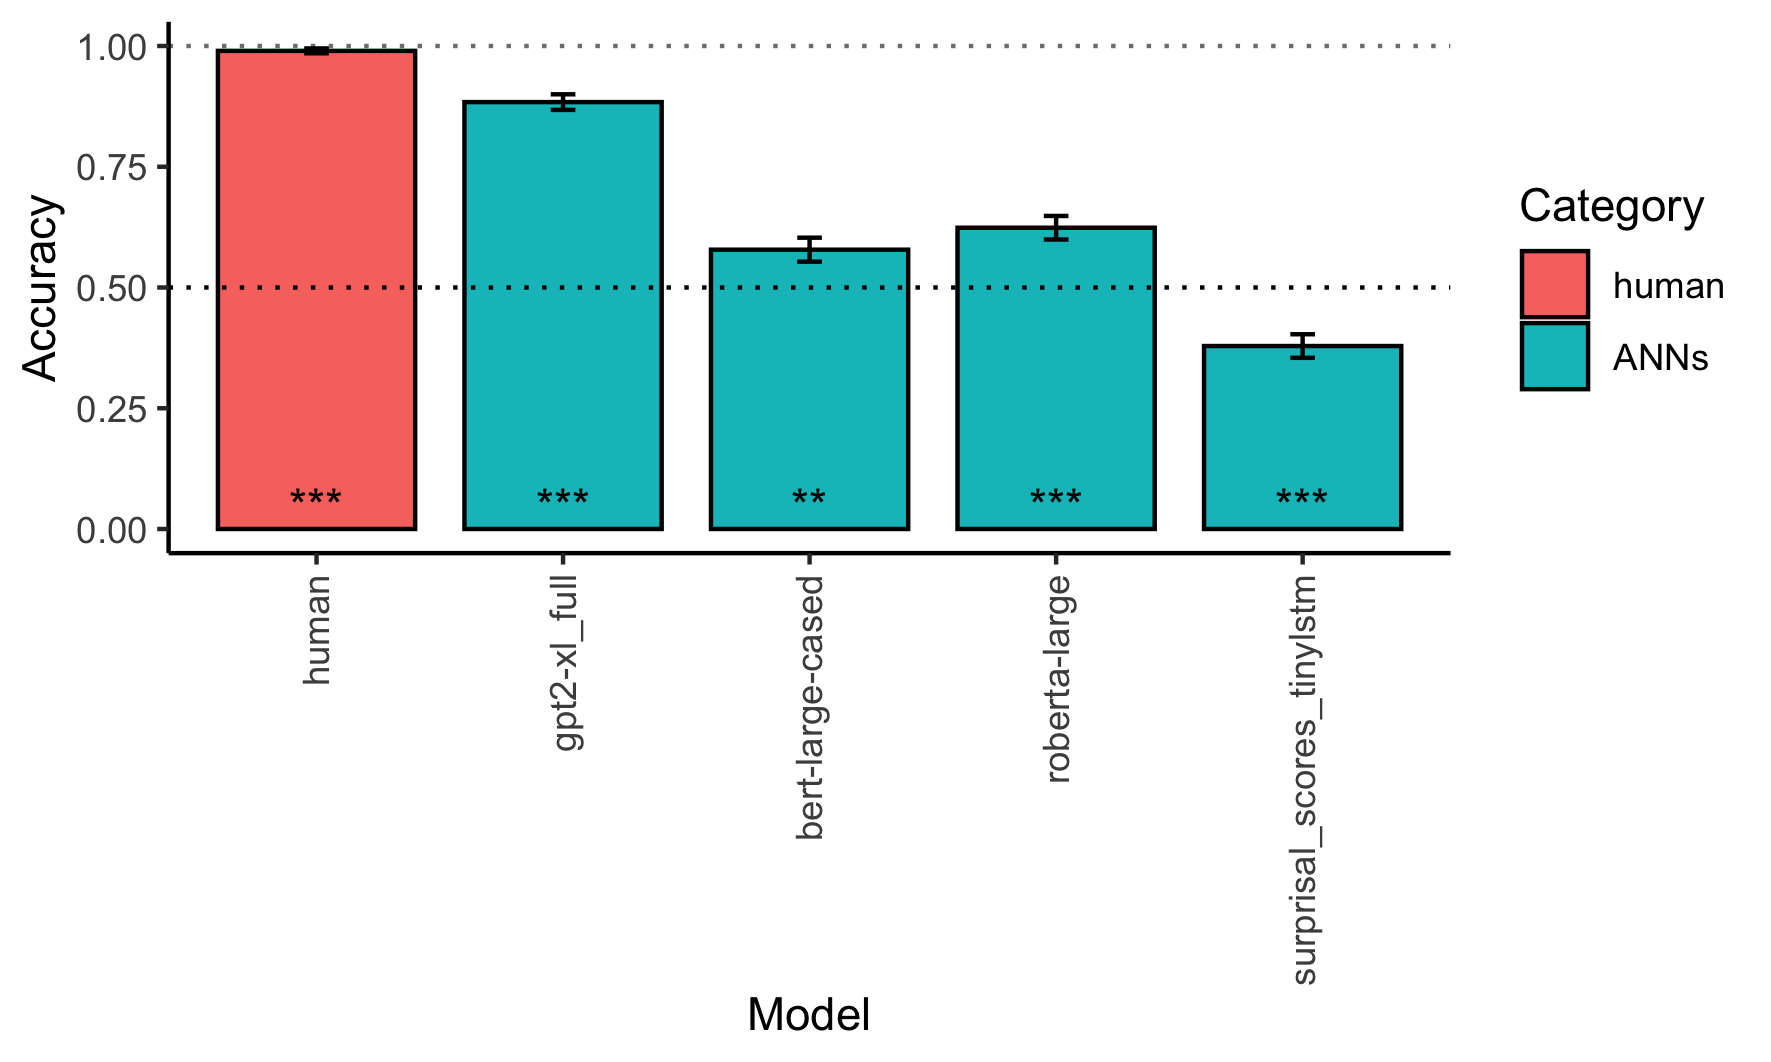 1.00
0.75
0.50
0.25
0.00
Accuracy
***
***
**
***
***
human
gpt2-xl_full
bert-large-cased
roberta-large
surprisal_scores_tinylstm
Model
Category
human
ANNs